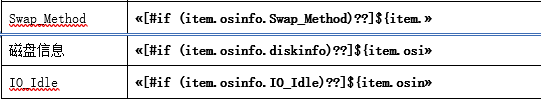 Swap_Method «[#if (item.osinfo.Swap_Method)??]${item.»
磁盘信息 «[#if (item.osinfo.diskinfo)??]${item.osi»
IO_Idle «[#if (item.osinfo.IO_Idle)??]${item.osin»